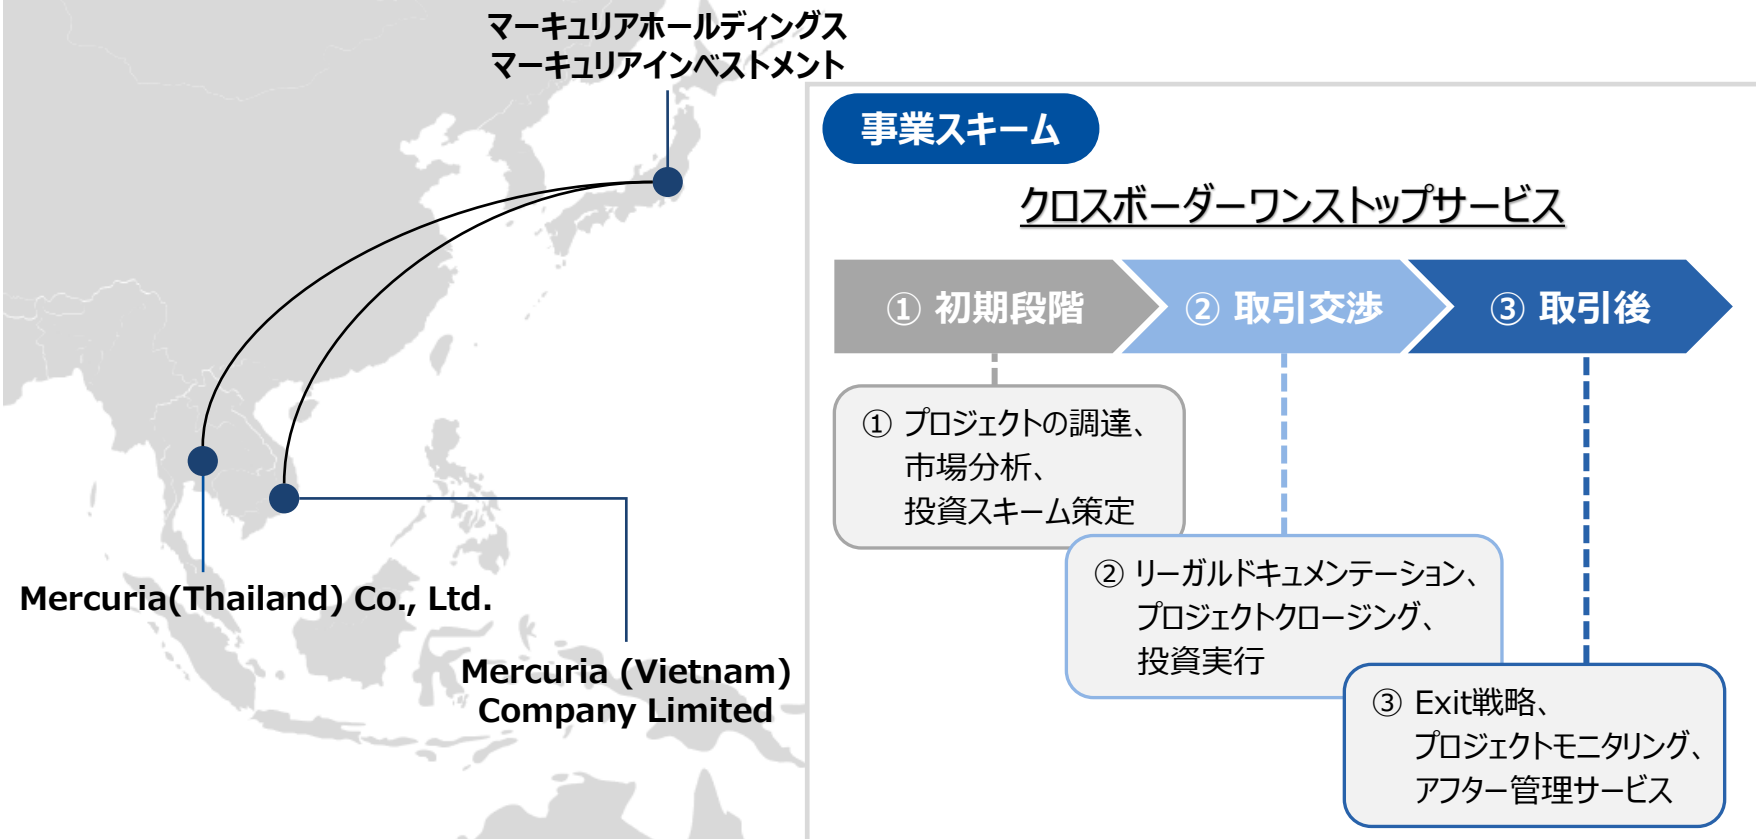 マーキュリアホールディングス
マーキュリアインベストメント
Mercuria(Thailand) Co., Ltd.
Mercuria (Vietnam)
Company Limited
事業スキーム
クロスボーダーワンストップサービス
① 初期段階
② 取引交渉
③ 取引後
① プロジェクトの調達、
市場分析、
投資スキーム策定
② リーガルドキュメンテーション、
プロジェクトクロージング、
投資実行
③ Exit戦略、
プロジェクトモニタリング、
アフター管理サービス